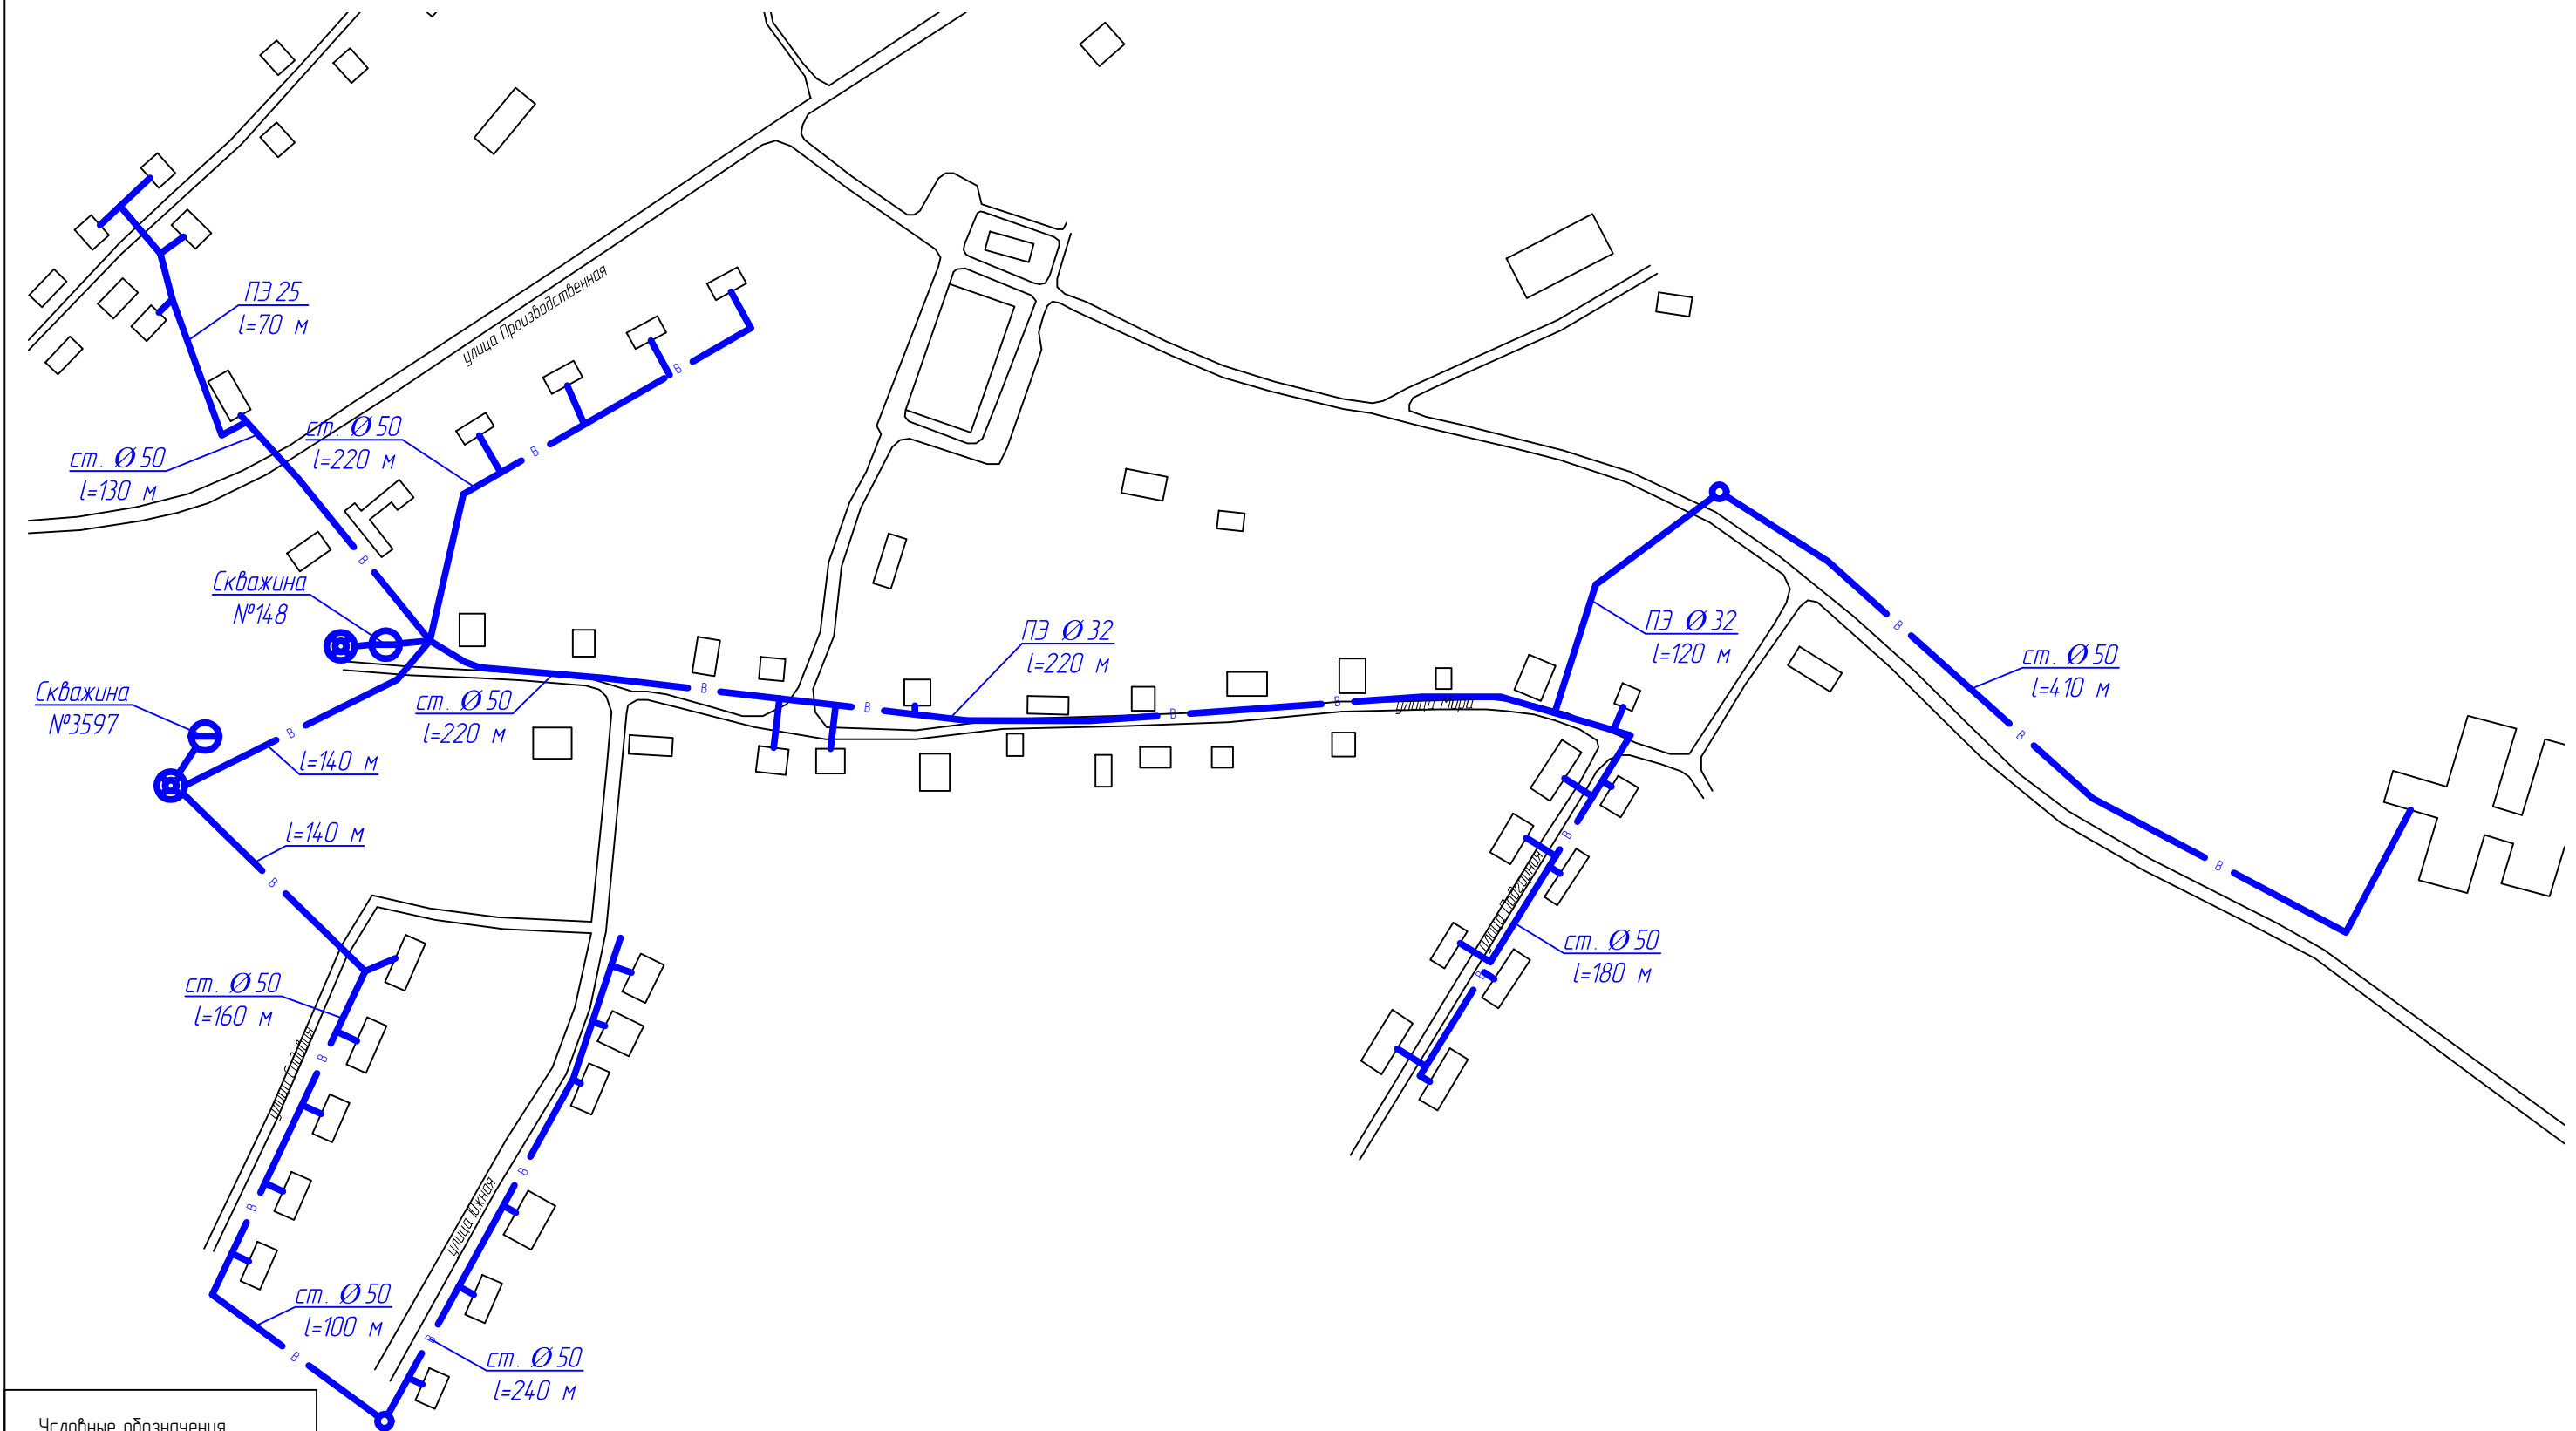 ПЭ 25
l=70 м
улица Производственная
ст. Ø 50
l=220 м
ст. Ø 50
l=130 м
В
В
В
Скважина
№148
ПЭ Ø 32
l=220 м
ПЭ Ø 32
l=120 м
В
ст. Ø 50
l=410 м
Скважина
№3597
ст. Ø 50
l=220 м
В
В
В
В
улица Мира
В
В
l=140 м
l=140 м
В
В
В
улица Подгорная
ст. Ø 50
l=180 м
В
ст. Ø 50
l=160 м
улица Садовая
В
В
В
улица Южная
ст. Ø 50
l=100 м
В
В
ст. Ø 50
l=240 м
Условные обозначения